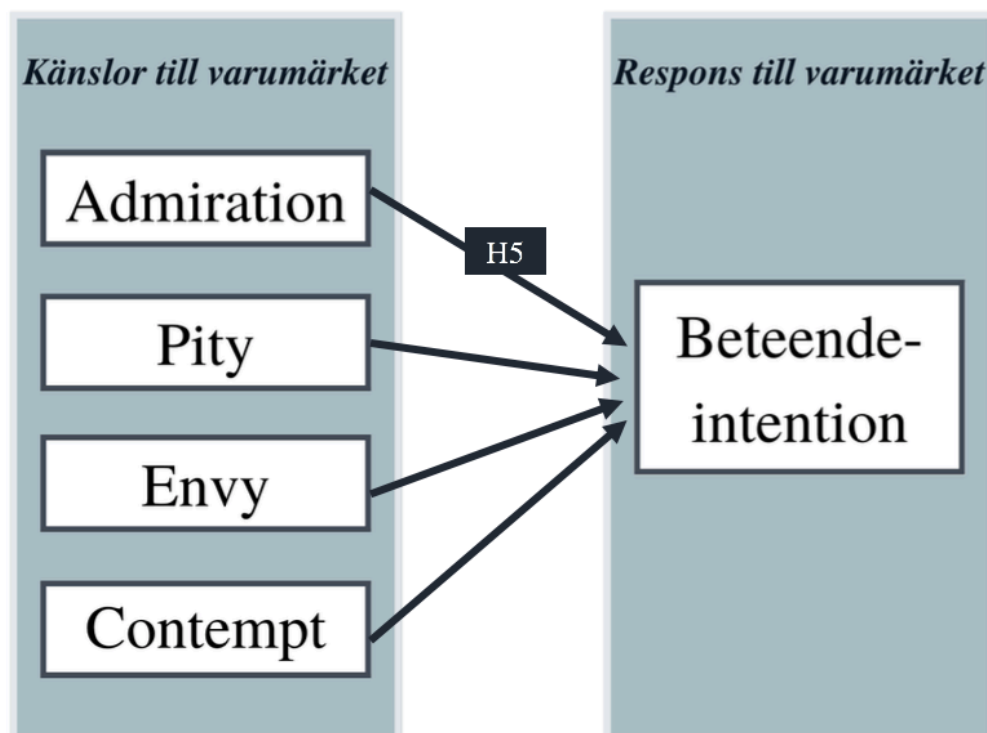 Känslor till varumärket
Respons till varumärket
Admiration
H5
Pity
Beteende-
intention
Envy
Contempt